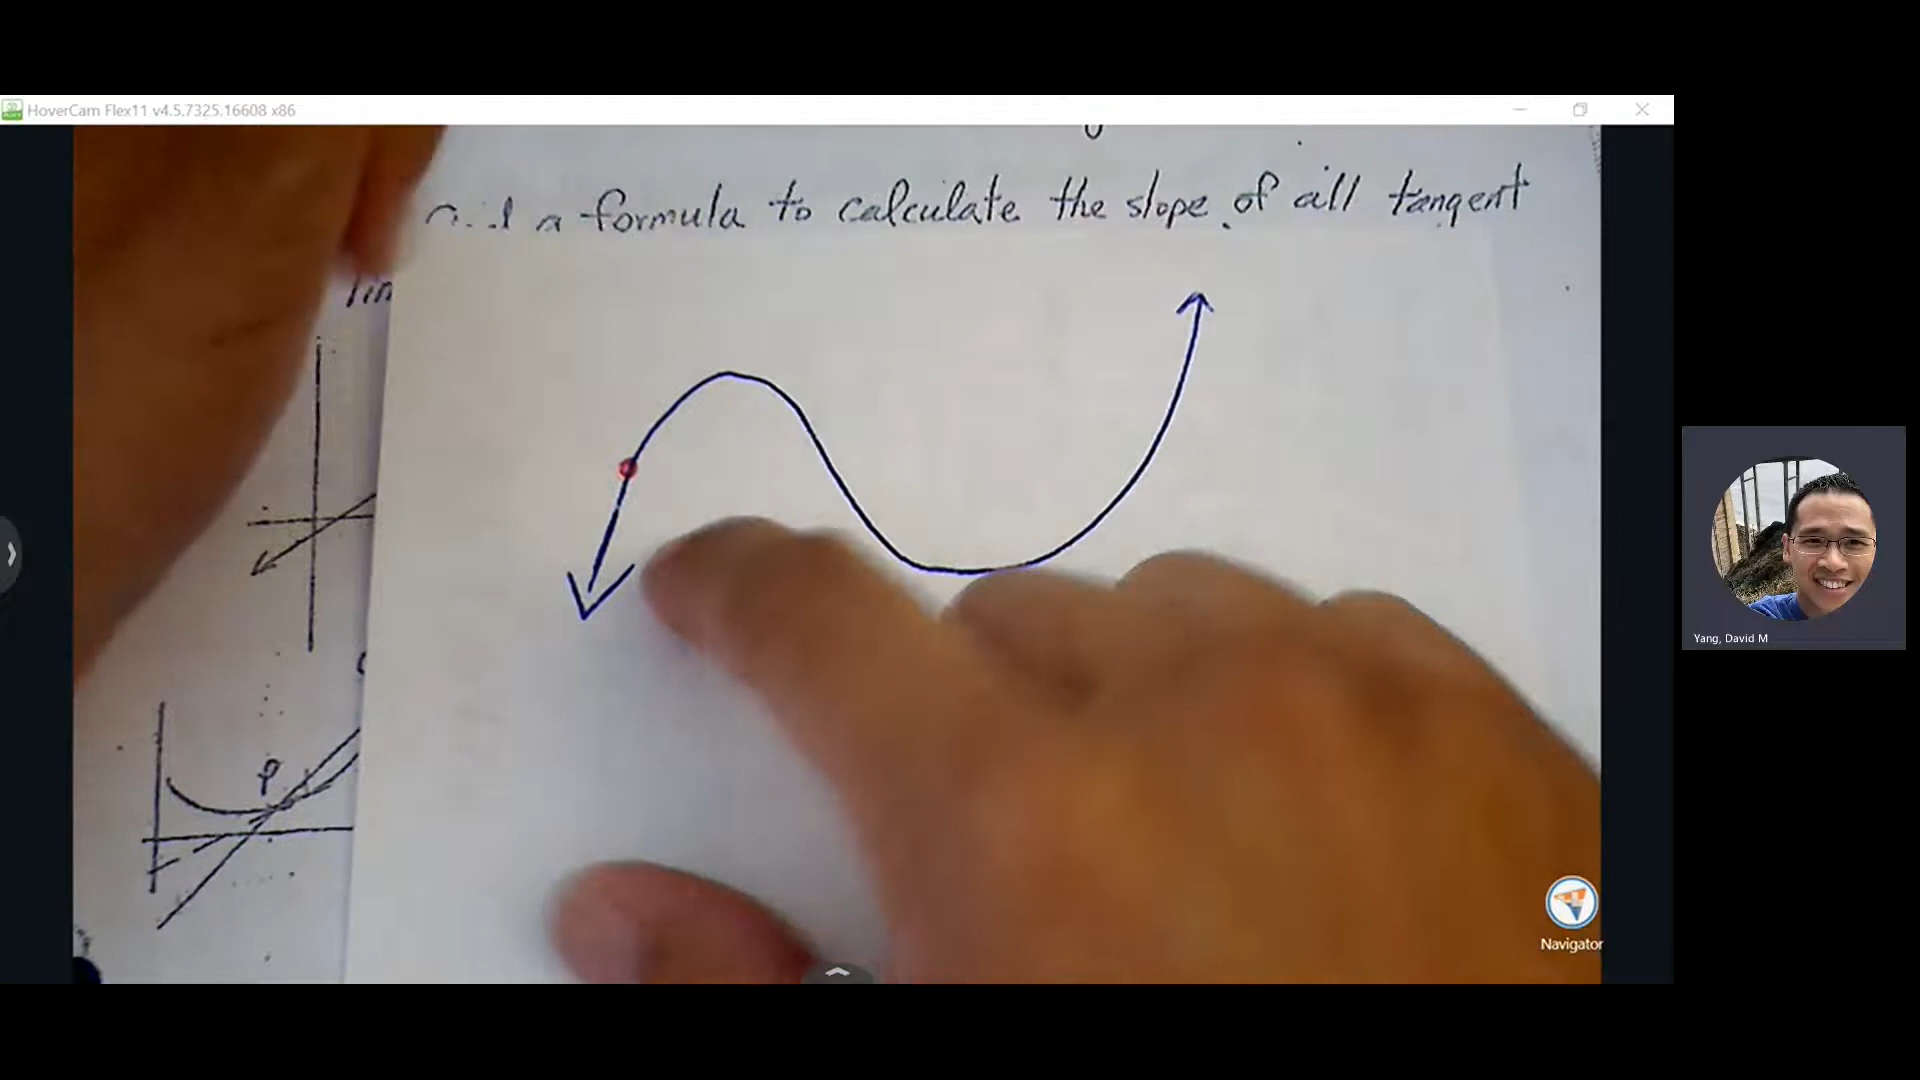 HoverCam Flex11 v4.5.7325.16608 x86
a formula to calculate the slope of all tangent
P
Navigator
Yang, David M